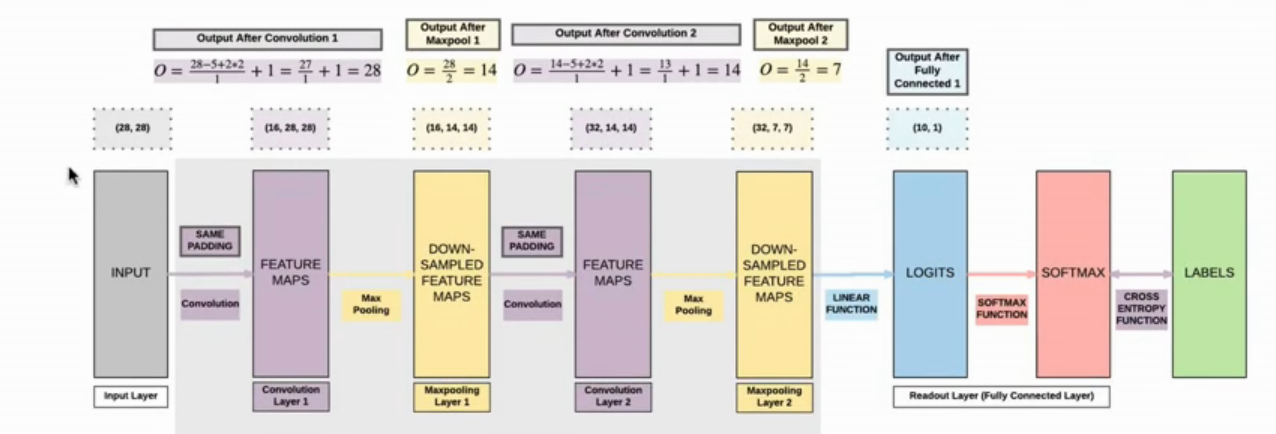 Output After Convolution 1
O = \frac{28-5+2*2}{1} + 1 = \frac{27}{1} + 1 = 28
Output After
Maxpool 1
O = \frac{28}{2} = 14
Output After Convolution 2
O = \frac{14-5+2*2}{1} + 1 = \frac{13}{1} + 1 = 14
Output After
Maxpool 2
O = \frac{14}{2} = 7
Output After
Fully
Connected 1
(28, 28)
(16, 28, 28)
(16, 14, 14)
(32, 14, 14)
(32, 7, 7)
(10, 1)
INPUT
SAME
PADDING
Convolution
FEATURE
MAPS
Max
Pooling
DOWN-
SAMPLED
FEATURE
MAPS
SAME
PADDING
Convolution
FEATURE
MAPS
Max
Pooling
DOWN-
SAMPLED
FEATURE
MAPS
LINEAR
FUNCTION
LOGITS
SOFTMAX
FUNCTION
SOFTMAX
CROSS
ENTROPY
FUNCTION
LABELS
Input Layer
Convolution
Layer 1
Maxpooling
Layer 1
Convolution
Layer 2
Maxpooling
Layer 2
Readout Layer (Fully Connected Layer)